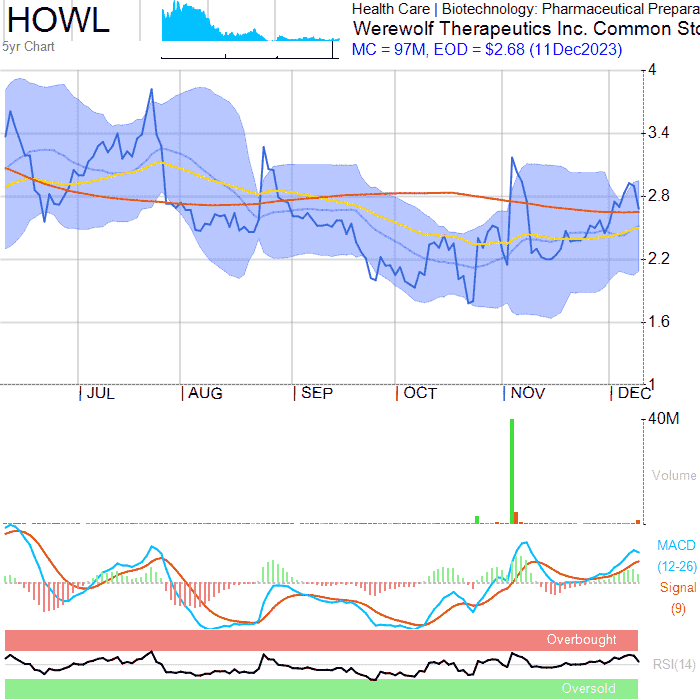 HOWL
5yr Chart
Health Care | Biotechnology: Pharmaceutical Prepara
Werewolf Therapeutics Inc. Common Sto
MC = 97M, EOD = $2.68 (11Dec2023)
4
3.4
2.8
2.2
1.6
1
JUL AUG SEP OCT NOV DEC
40M
Volume
MACD
(12-26)
Signal
(9)
Overbought
RSI(14)
Oversold